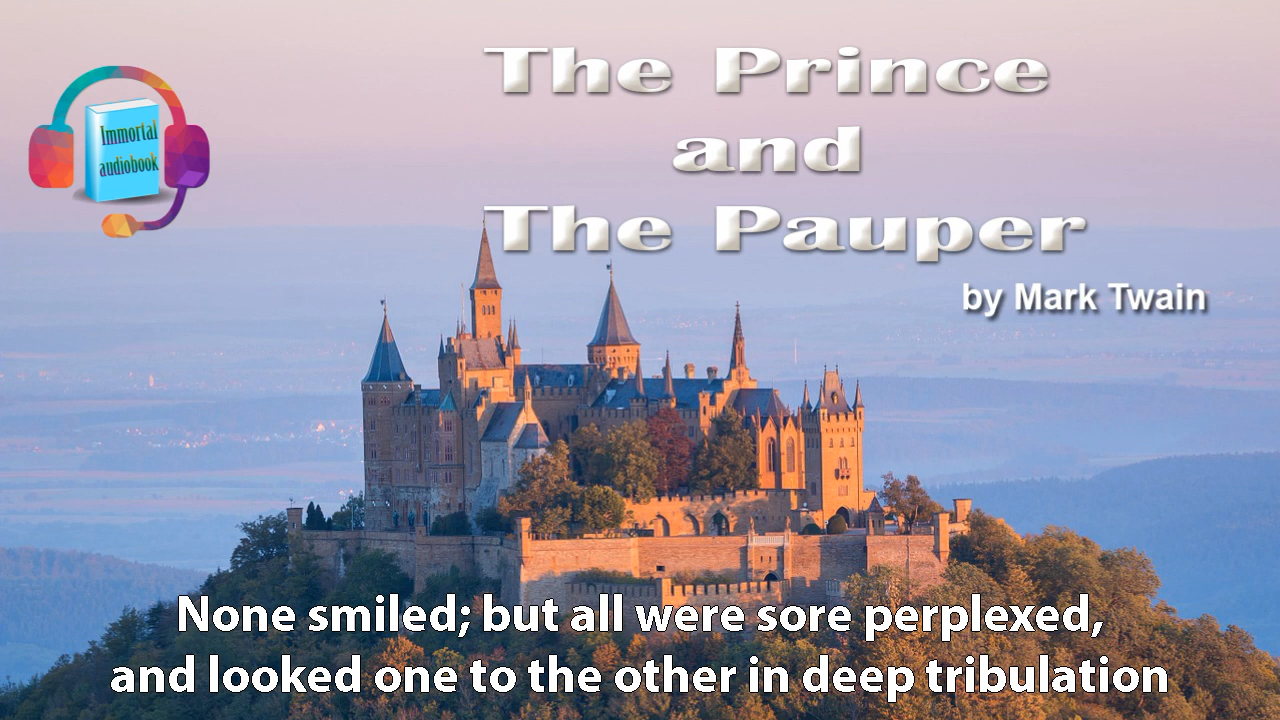 Immortal
audiobook
The Prince
and
The Pauper
by Mark Twain
None smiled; but all were sore perplexed,
and looked one to the other in deep tribulation